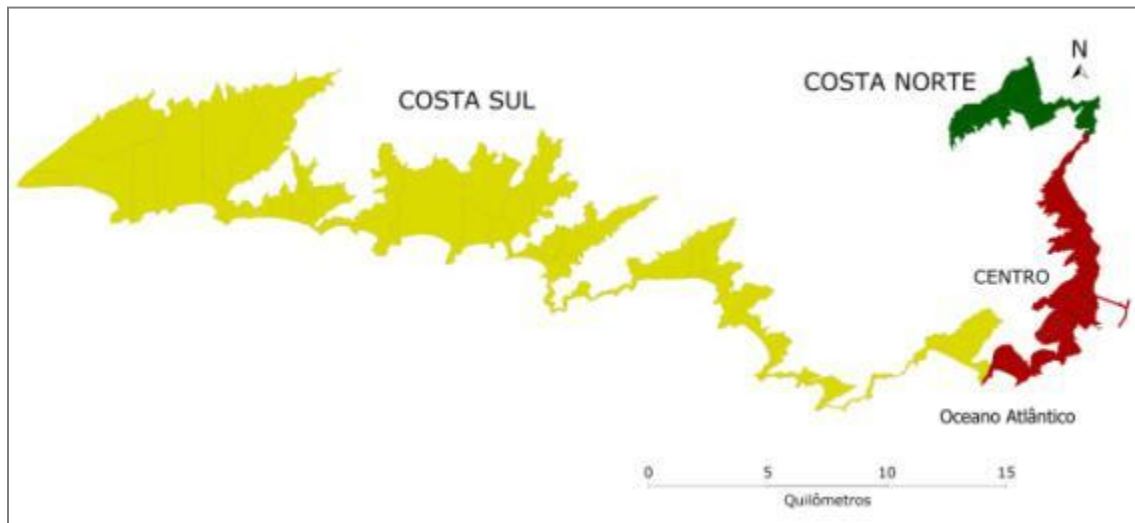 N
COSTA NORTE
COSTA SUL
CENTRO
Oceano Atlântico
0 5 10 15
Quilômetros